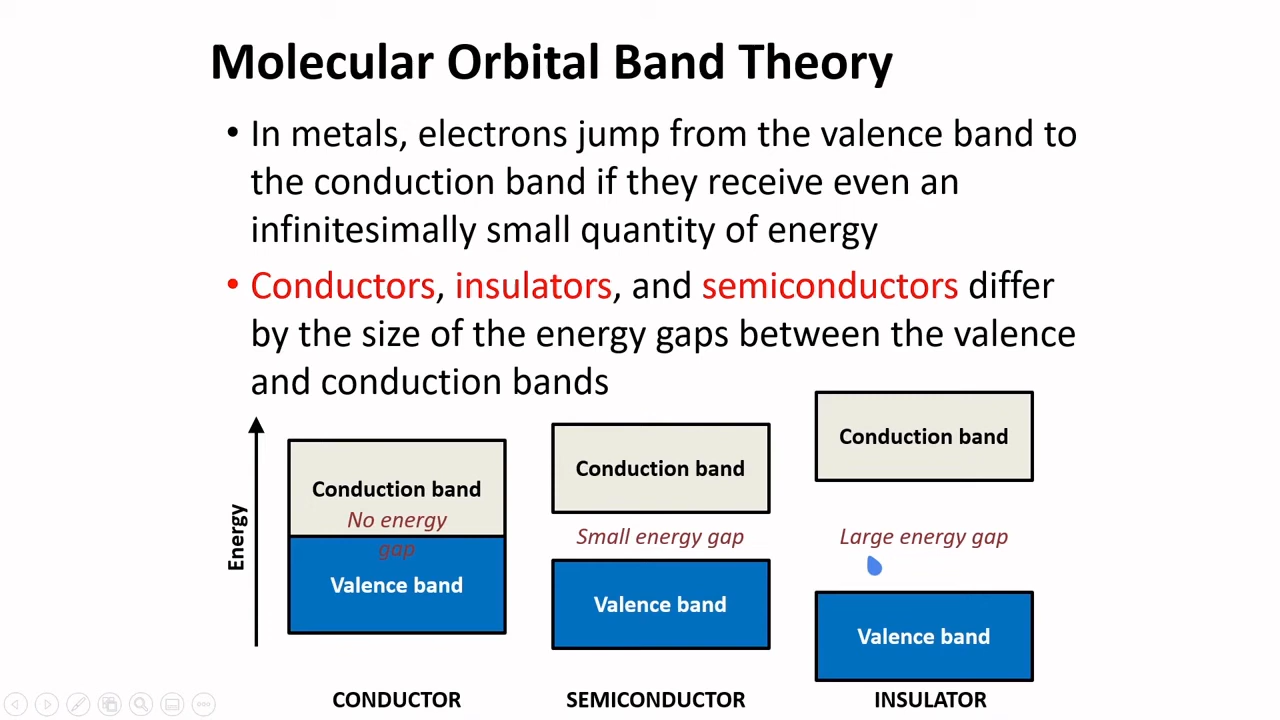 Molecular Orbital Band Theory
• In metals, electrons jump from the valence band to
the conduction band if they receive even an
infinitesimally small quantity of energy
• Conductors, insulators, and semiconductors differ
by the size of the energy gaps between the valence
and conduction bands
Energy
Conduction band
No energy
gap
Valence band
CONDUCTOR
Conduction band
Small energy gap
Valence band
SEMICONDUCTOR
Conduction band
Large energy gap
Valence band
INSULATOR